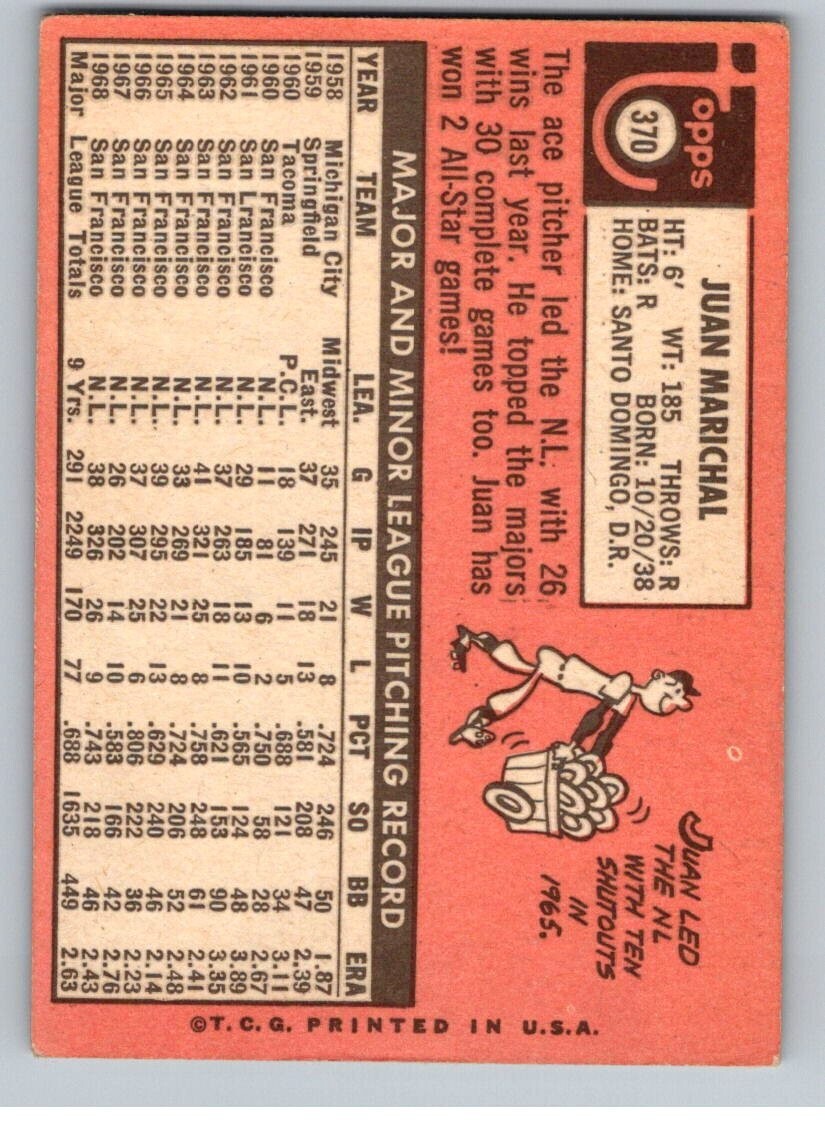 Topps
370
JUAN MARICHAL
HT: 6' WT: 185 THROWS: R
BATS: R BORN: 10/20/38
HOME: SANTO DOMINGO, D.R.
The ace pitcher led the N.L. with 26
wins last year. He topped the majors
with 30 complete games too. Juan has
won 2 All-Star games!
JUAN LED
THE NL
WITH TEN
SHUTOUTS
IN
1965.
MAJOR AND MINOR LEAGUE PITCHING RECORD
YEAR TEAM LEA. G IP W L PCT SO BB ERA
1958 Michigan City Midwest 35 245 21 8 .724 246 50 1.87
1959 Springfield East. 37 271 18 13 .581 208 47 2.39
1960 Tacoma P.C.L. 18 139 11 5 .688 121 34 3.11
1960 San Francisco N.L. 11 81 6 2 .750 58 28 2.67
1961 San Lrancisco N.L. 29 185 13 10 .565 124 48 3.89
1962 San Francisco N.L. 37 263 18 11 .621 153 90 3.35
1963 San Francisco N.L. 41 321 25 8 .758 248 61 2.41
1964 San Francisco N.L. 33 269 21 8 .724 206 52 2.48
1965 San Francisco N.L. 39 295 22 13 .629 240 46 2.14
1966 San Francisco N.L. 37 307 25 6 .806 222 36 2.23
1967 San Francisco N.L. 26 202 14 10 .583 166 42 2.76
1968 San Francisco N.L. 38 326 26 9 .743 218 46 2.43
Major League Totals 9 Yrs. 291 2249 170 77 .688 1635 449 2.63
©T.C.G. PRINTED IN U.S.A.